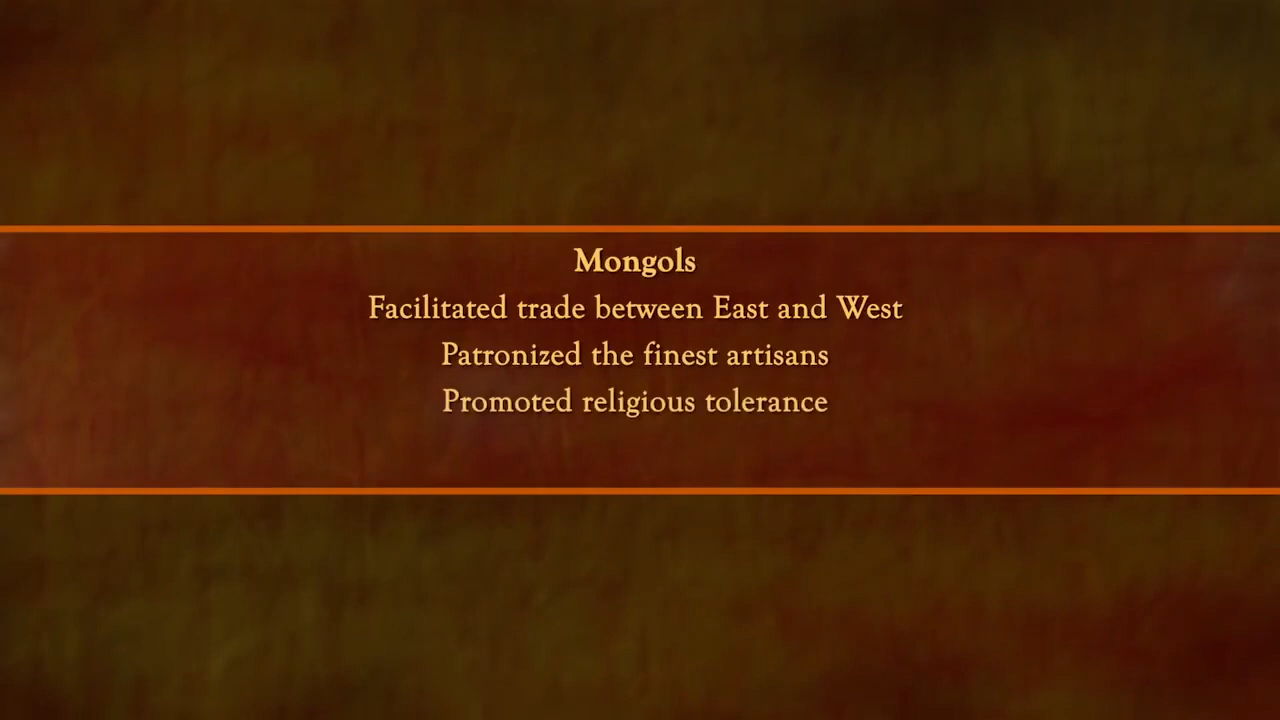 Mongols
Facilitated trade between East and West
Patronized the finest artisans
Promoted religious tolerance